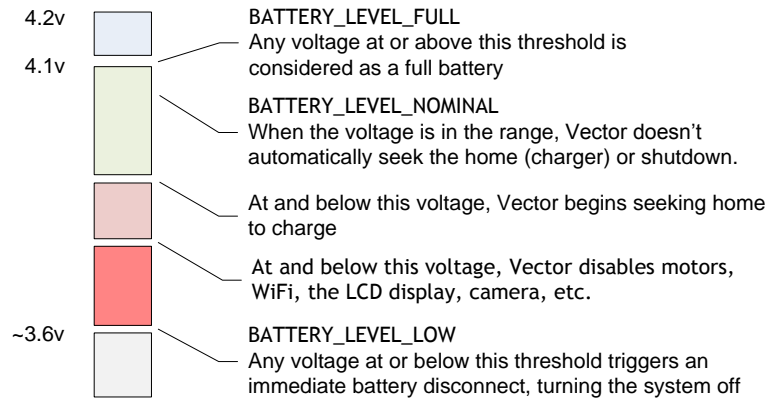 4.2v
BATTERY_LEVEL_FULL
Any voltage at or above this threshold is
considered as a full battery
4.1v
BATTERY_LEVEL_NOMINAL
When the voltage is in the range, Vector doesn't
automatically seek the home (charger) or shutdown.
At and below this voltage, Vector begins seeking home
to charge
At and below this voltage, Vector disables motors,
WiFi, the LCD display, camera, etc.
~3.6v
BATTERY_LEVEL_LOW
Any voltage at or below this threshold triggers an
immediate battery disconnect, turning the system off